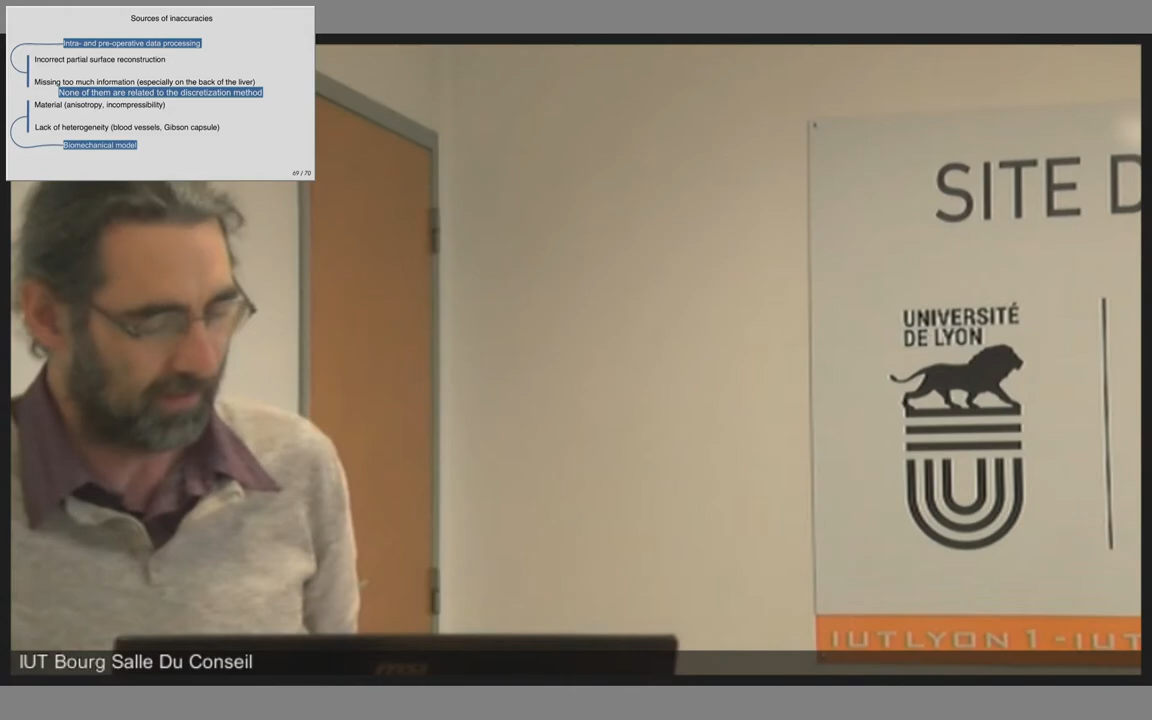 Sources of inaccuracies
Intra- and pre-operative data processing
Incorrect partial surface reconstruction
Missing too much information (especially on the back of the liver)
None of them are related to the discretization method
Material (anisotropy, incompressibility)
Lack of heterogeneity (blood vessels, Gibson capsule)
Biomechanical model
69 / 70
SITE D
UNIVERSITÉ
DE LYON
IUT LYON 1 - IUT
msi
IUT Bourg Salle Du Conseil